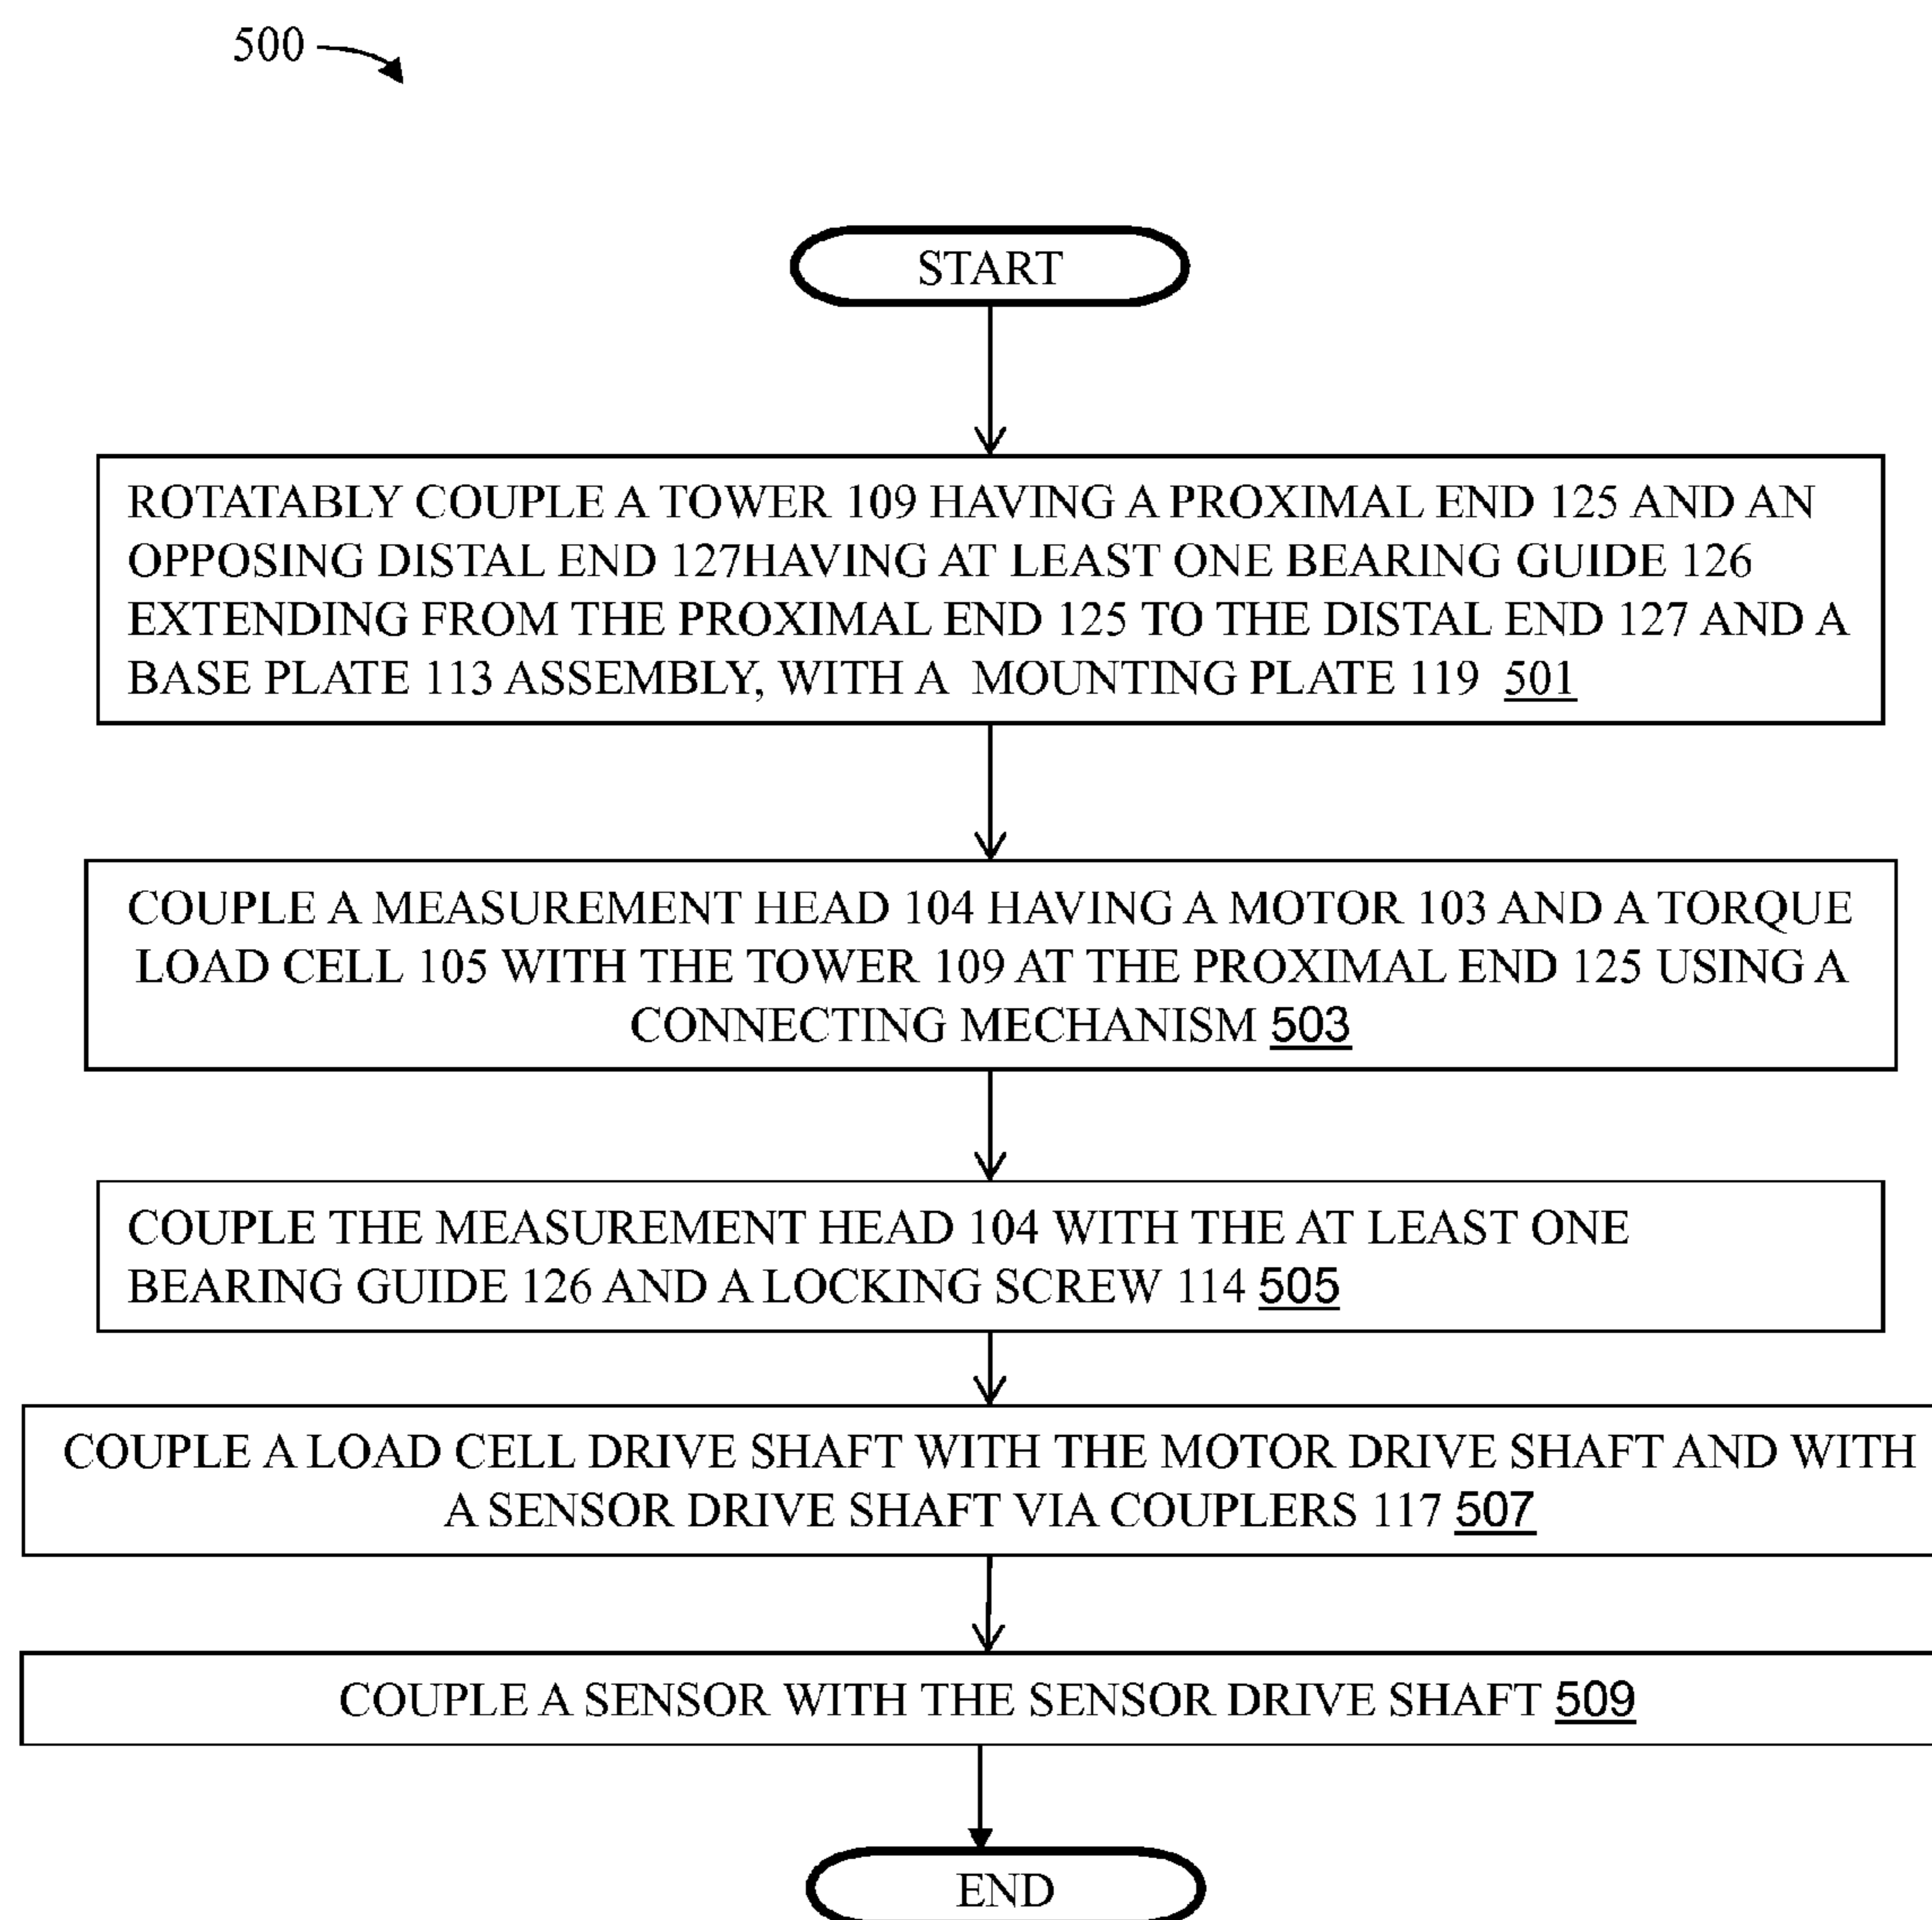 500
START
ROTATABLY COUPLE A TOWER 109 HAVING A PROXIMAL END 125 AND AN
OPPOSING DISTAL END 127HAVING AT LEAST ONE BEARING GUIDE 126
EXTENDING FROM THE PROXIMAL END 125 TO THE DISTAL END 127 AND A
BASE PLATE 113 ASSEMBLY, WITH A MOUNTING PLATE 119 501
COUPLE A MEASUREMENT HEAD 104 HAVING A MOTOR 103 AND A TORQUE
LOAD CELL 105 WITH THE TOWER 109 AT THE PROXIMAL END 125 USING A
CONNECTING MECHANISM 503
COUPLE THE MEASUREMENT HEAD 104 WITH THE AT LEAST ONE
BEARING GUIDE 126 AND A LOCKING SCREW 114 505
COUPLE A LOAD CELL DRIVE SHAFT WITH THE MOTOR DRIVE SHAFT AND WITH
A SENSOR DRIVE SHAFT VIA COUPLERS 117 507
COUPLE A SENSOR WITH THE SENSOR DRIVE SHAFT 509
END